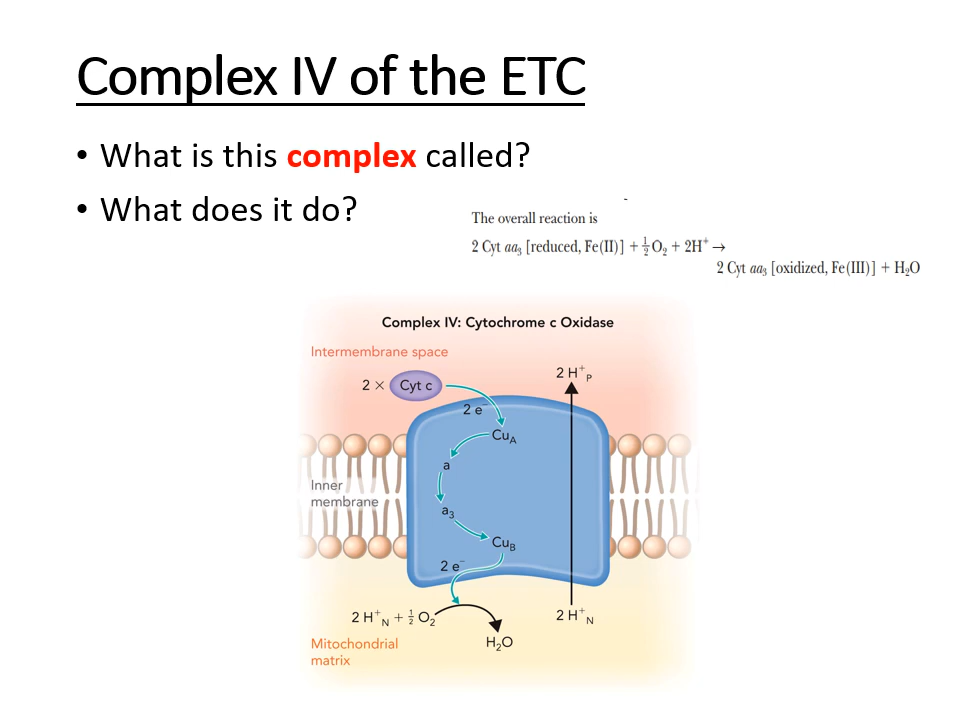 Complex IV of the ETC
• What is this complex called?
• What does it do?
The overall reaction is
2 Cyt aa₃ [reduced, Fe(II)] + ½O₂ + 2H⁺ →
2 Cyt aa₃ [oxidized, Fe(III)] + H₂O
Complex IV: Cytochrome c Oxidase
Intermembrane space
2 × Cyt c
2 H⁺P
2 e⁻
CuA
a
Inner
membrane
a₃
CuB
2 e⁻
2 H⁺N + ½ O₂
2 H⁺N
H₂O
Mitochondrial
matrix